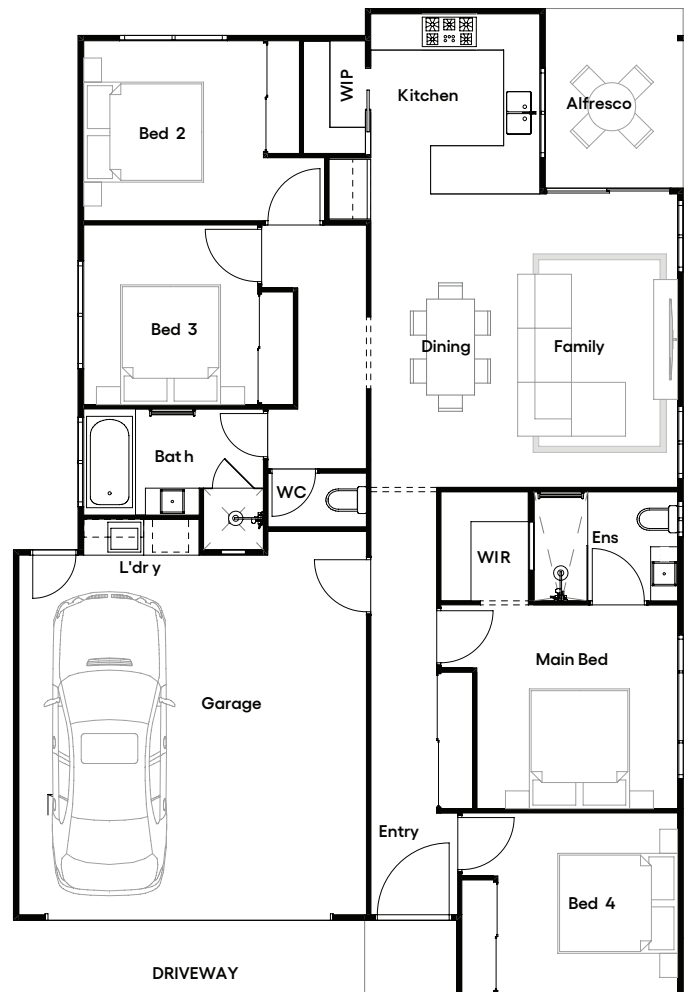 WIP
Kitchen
Alfresco
Bed 2
Bed 3
Dining
Family
Bath
WC
Ens
WIR
L'dry
Main Bed
Garage
Entry
Bed 4
DRIVEWAY